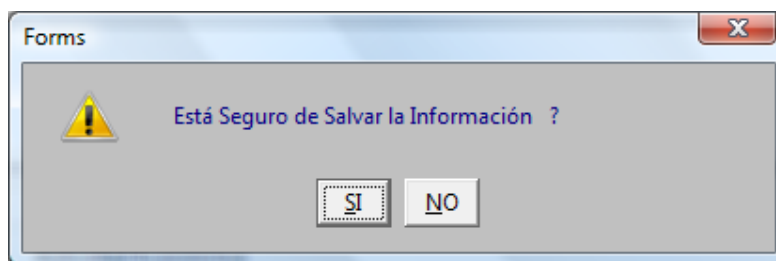 Forms
Está Seguro de Salvar la Información ?
SI NO